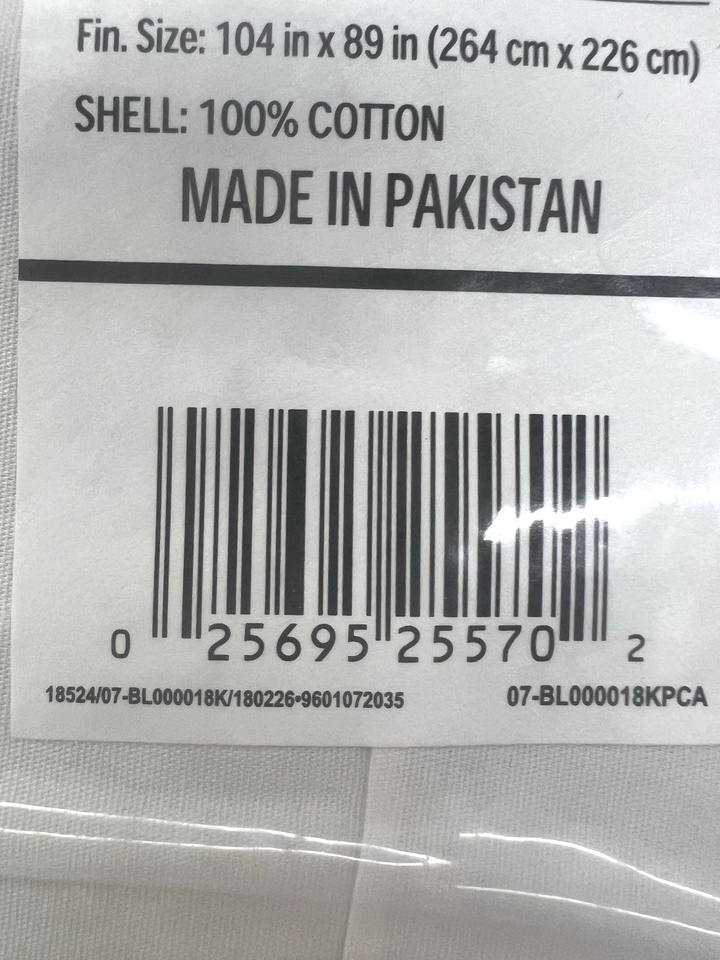 Fin. Size: 104 in x 89 in (264 cm x 226 cm)
SHELL: 100% COTTON
MADE IN PAKISTAN
0 25695 25570 2
18524/07-BL000018K/180226•9601072035 07-BL000018KPCA